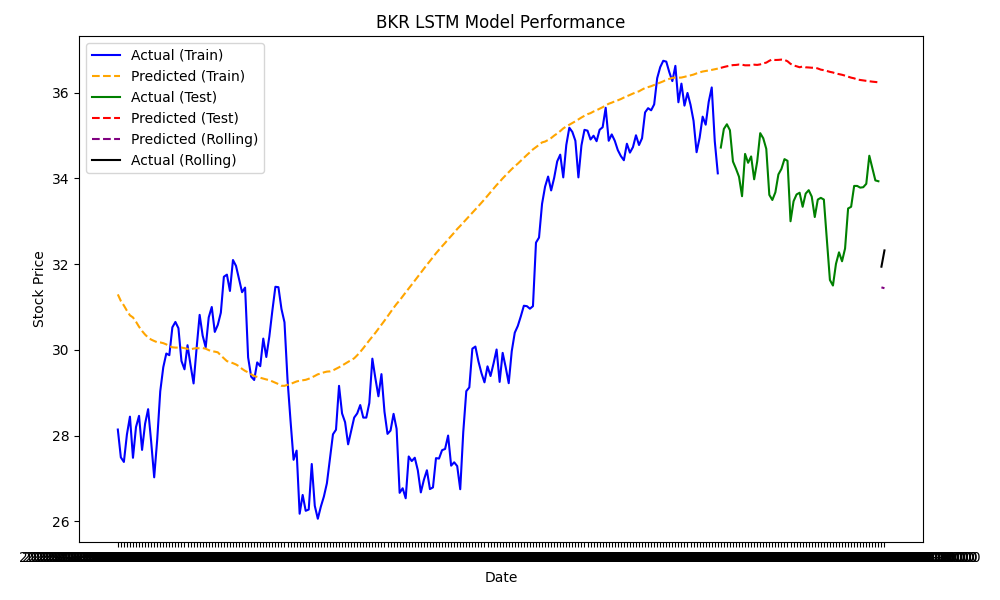 BKR LSTM Model Performance
Actual (Train)
Predicted (Train)
Actual (Test)
Predicted (Test)
Predicted (Rolling)
Actual (Rolling)
36
34
32
30
28
26
Stock Price
Date